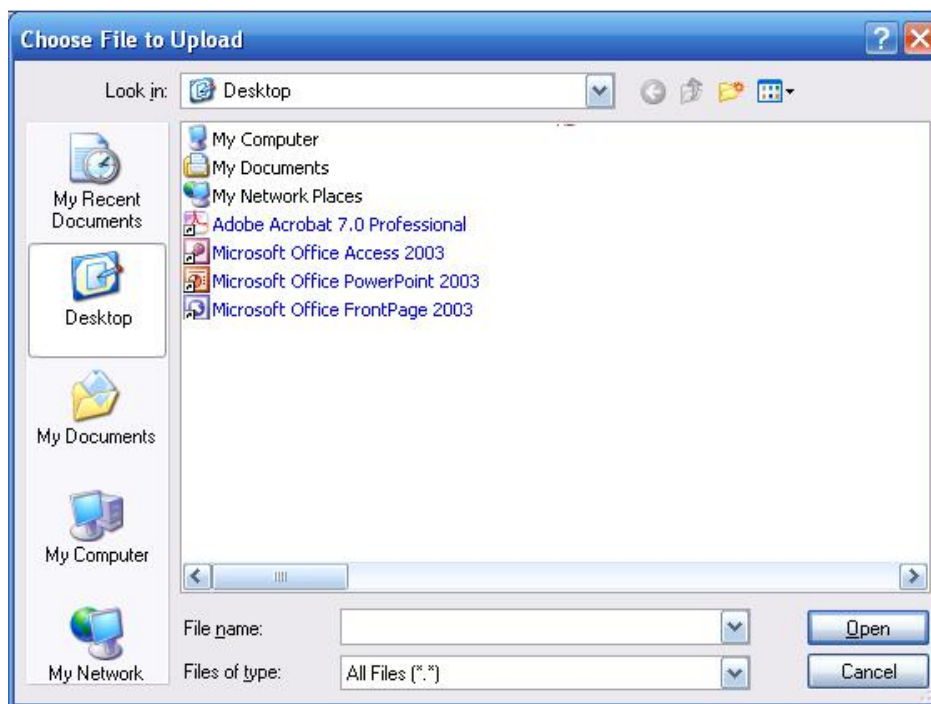 Choose File to Upload
Look in: Desktop
My Recent
Documents
Desktop
My Documents
My Computer
My Network
My Computer
My Documents
My Network Places
Adobe Acrobat 7.0 Professional
Microsoft Office Access 2003
Microsoft Office PowerPoint 2003
Microsoft Office FrontPage 2003
File name: Open
Files of type: All Files (*.*) Cancel